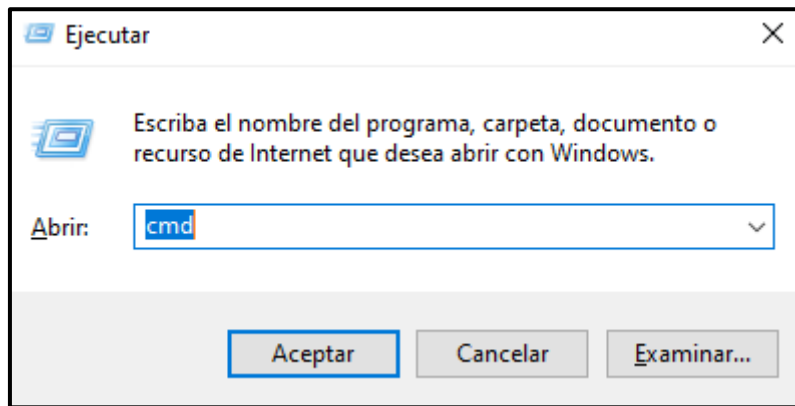 Ejecutar
Escriba el nombre del programa, carpeta, documento o
recurso de Internet que desea abrir con Windows.
Abrir: cmd
Aceptar Cancelar Examinar...